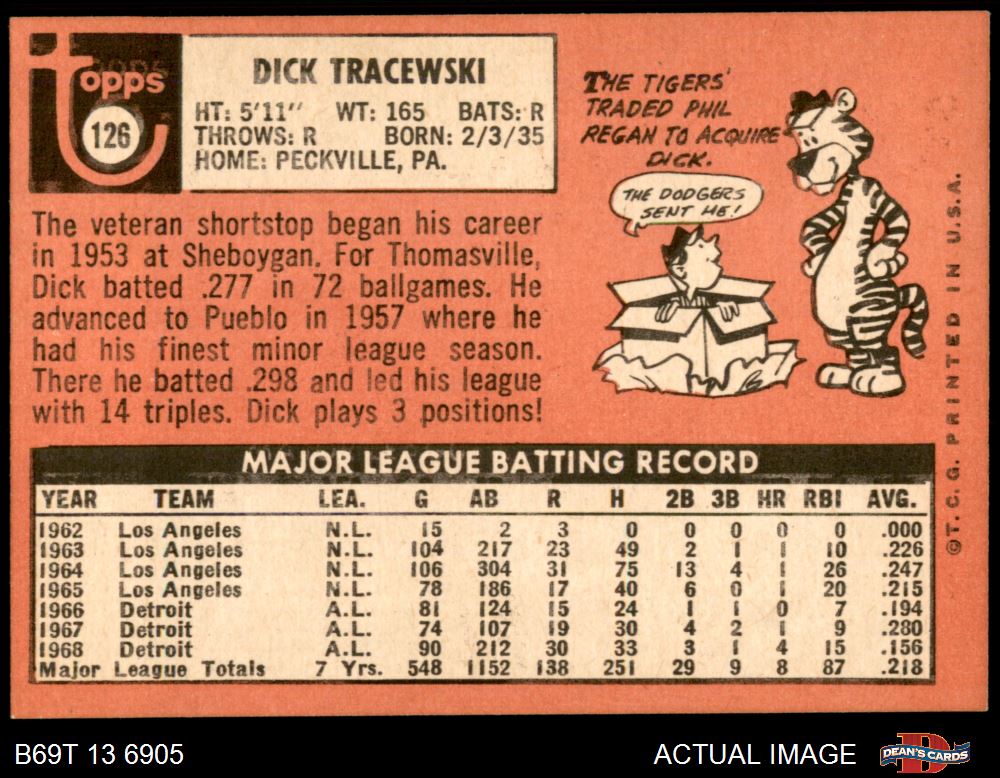 topps
126
DICK TRACEWSKI
HT: 5'11" WT: 165 BATS: R
THROWS: R BORN: 2/3/35
HOME: PECKVILLE, PA.
The veteran shortstop began his career
in 1953 at Sheboygan. For Thomasville,
Dick batted .277 in 72 ballgames. He
advanced to Pueblo in 1957 where he
had his finest minor league season.
There he batted .298 and led his league
with 14 triples. Dick plays 3 positions!
THE TIGERS'
TRADED PHIL
REGAN TO ACQUIRE
DICK.
THE DODGERS
SENT ME!
MAJOR LEAGUE BATTING RECORD
YEAR TEAM LEA. G AB R H 2B 3B HR RBI AVG.
1962 Los Angeles N.L. 15 2 3 0 0 0 0 0 .000
1963 Los Angeles N.L. 104 217 23 49 2 1 1 10 .226
1964 Los Angeles N.L. 106 304 31 75 13 4 1 26 .247
1965 Los Angeles N.L. 78 186 17 40 6 0 1 20 .215
1966 Detroit A.L. 81 124 15 24 1 1 0 7 .194
1967 Detroit A.L. 74 107 19 30 4 2 1 9 .280
1968 Detroit A.L. 90 212 30 33 3 1 4 15 .156
Major League Totals 7 Yrs. 548 1152 138 251 29 9 8 87 .218
©T.C.G. PRINTED IN U.S.A.
B69T 13 6905
ACTUAL IMAGE
D
DEAN'S CARDS